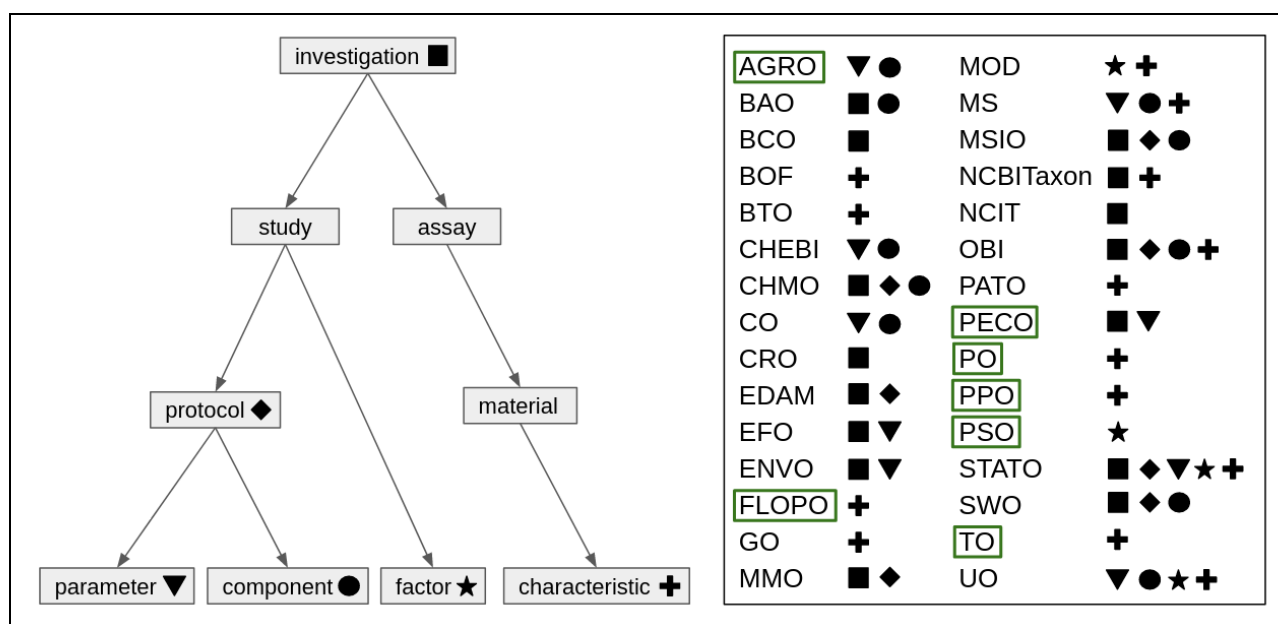 investigation ■
study
assay
protocol ◆
material
parameter ▼
component ●
factor ★
characteristic ✚
AGRO ▼ ●
BAO ■ ●
BCO ■
BOF ✚
BTO ✚
CHEBI ▼ ●
CHMO ■ ◆ ●
CO ▼ ●
CRO ■
EDAM ■ ◆
EFO ■ ▼
ENVO ■ ▼
FLOPO ✚
GO ✚
MMO ■ ◆
MOD ★ ✚
MS ▼ ● ✚
MSIO ■ ◆ ●
NCBITaxon ■ ✚
NCIT ■
OBI ■ ◆ ● ✚
PATO ✚
PECO ■ ▼
PO ✚
PPO ✚
PSO ★
STATO ■ ◆ ▼ ★ ✚
SWO ■ ◆ ●
TO ✚
UO ▼ ● ★ ✚